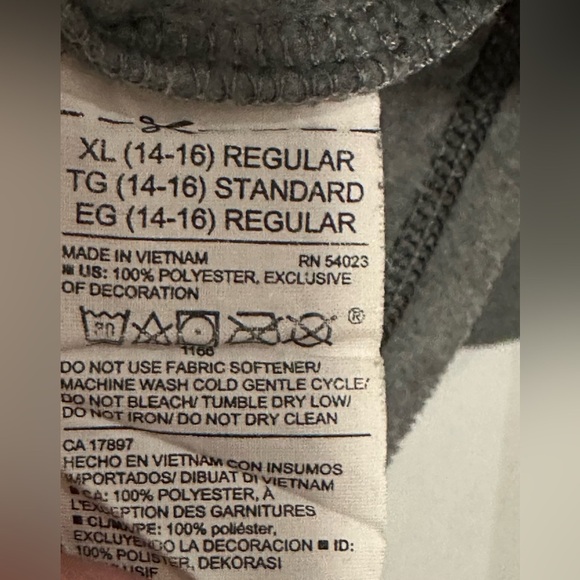 XL (14-16) REGULAR
TG (14-16) STANDARD
EG (14-16) REGULAR
MADE IN VIETNAM RN 54023
■ US: 100% POLYESTER, EXCLUSIVE
OF DECORATION
®
1166
DO NOT USE FABRIC SOFTENER/
MACHINE WASH COLD GENTLE CYCLE/
DO NOT BLEACH/ TUMBLE DRY LOW/
DO NOT IRON/ DO NOT DRY CLEAN
CA 17897
HECHO EN VIETNAM CON INSUMOS
IMPORTADOS/ DIBUAT DI VIETNAM
100% POLYESTER, À
L'EXCEPTION DES GARNITURES
100% poliéster,
EXCLUYENDO LA DECORACION ■ ID:
100% POLISTER, DEKORASI